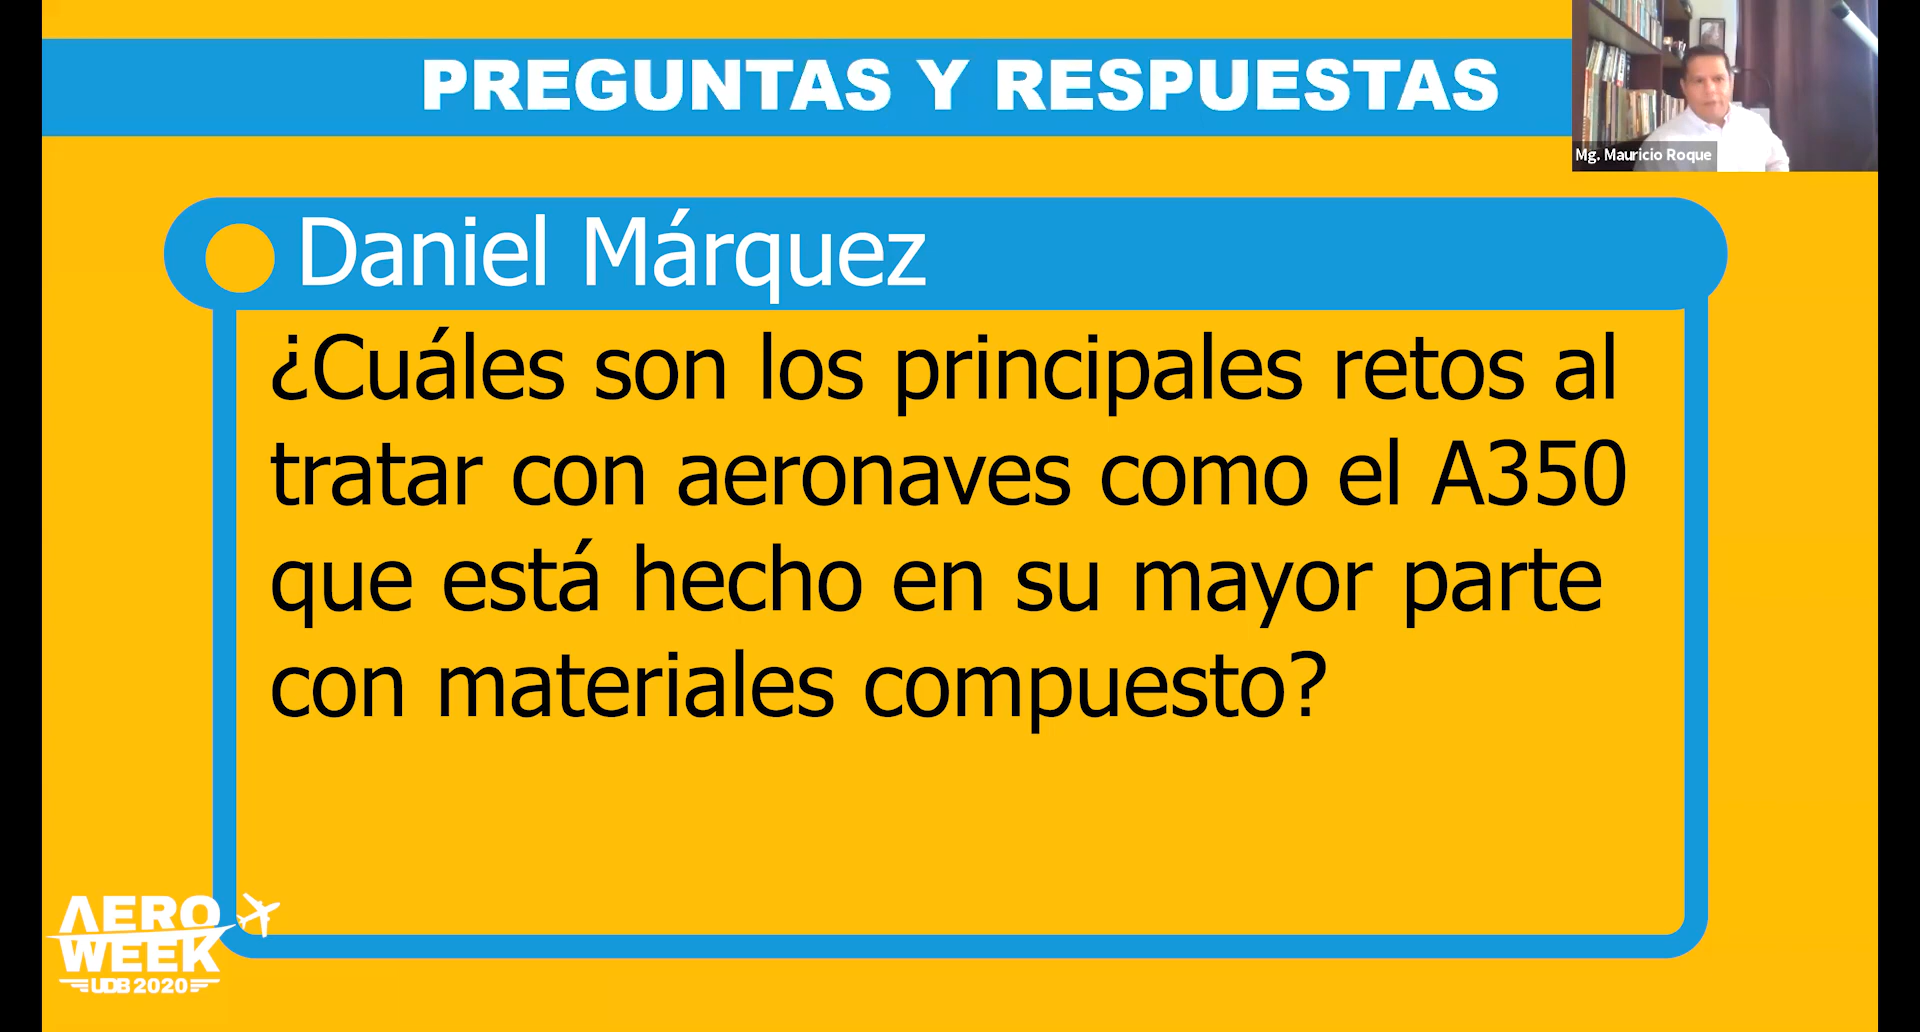 PREGUNTAS Y RESPUESTAS
Mg. Mauricio Roque
Daniel Márquez
¿Cuáles son los principales retos al
tratar con aeronaves como el A350
que está hecho en su mayor parte
con materiales compuesto?
AERO
WEEK
UDB 2020